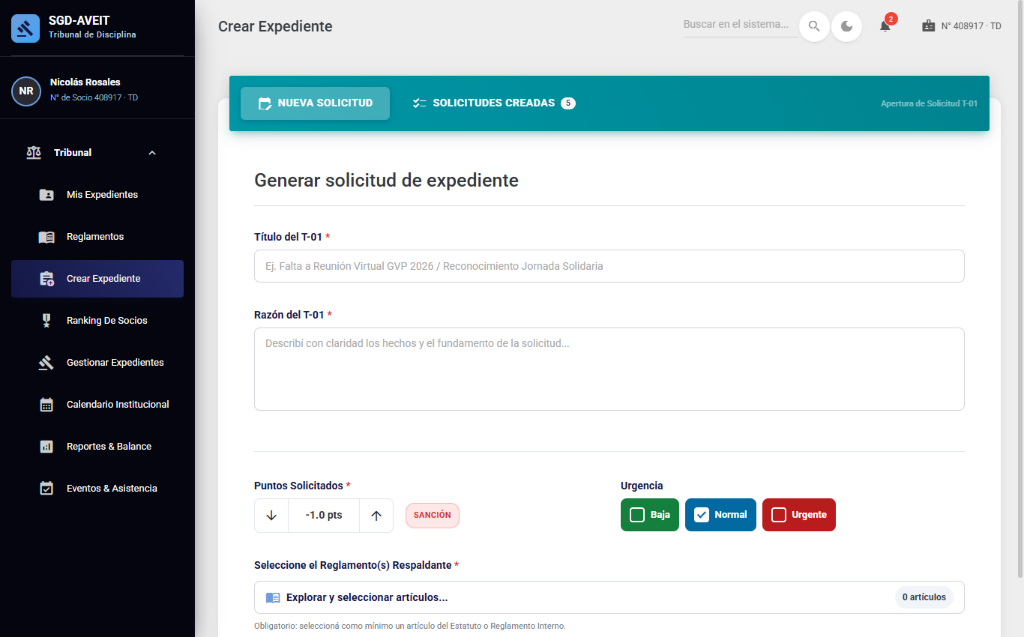 SGD-AVEIT
Tribunal de Disciplina
NR
Nicolás Rosales
N° de Socio 408917 · TD
Tribunal
Mis Expedientes
Reglamentos
Crear Expediente
Ranking De Socios
Gestionar Expedientes
Calendario Institucional
Reportes & Balance
Eventos & Asistencia
Crear Expediente
Buscar en el sistema...
2
N° 408917 · TD
NUEVA SOLICITUD
SOLICITUDES CREADAS 5
Apertura de Solicitud T-01
Generar solicitud de expediente
Título del T-01 *
Ej. Falta a Reunión Virtual GVP 2026 / Reconocimiento Jornada Solidaria
Razón del T-01 *
Describí con claridad los hechos y el fundamento de la solicitud...
Puntos Solicitados *
-1.0 pts
SANCIÓN
Urgencia
Baja
Normal
Urgente
Seleccione el Reglamento(s) Respaldante *
Explorar y seleccionar artículos...
0 artículos
Obligatorio: seleccioná como mínimo un artículo del Estatuto o Reglamento Interno.